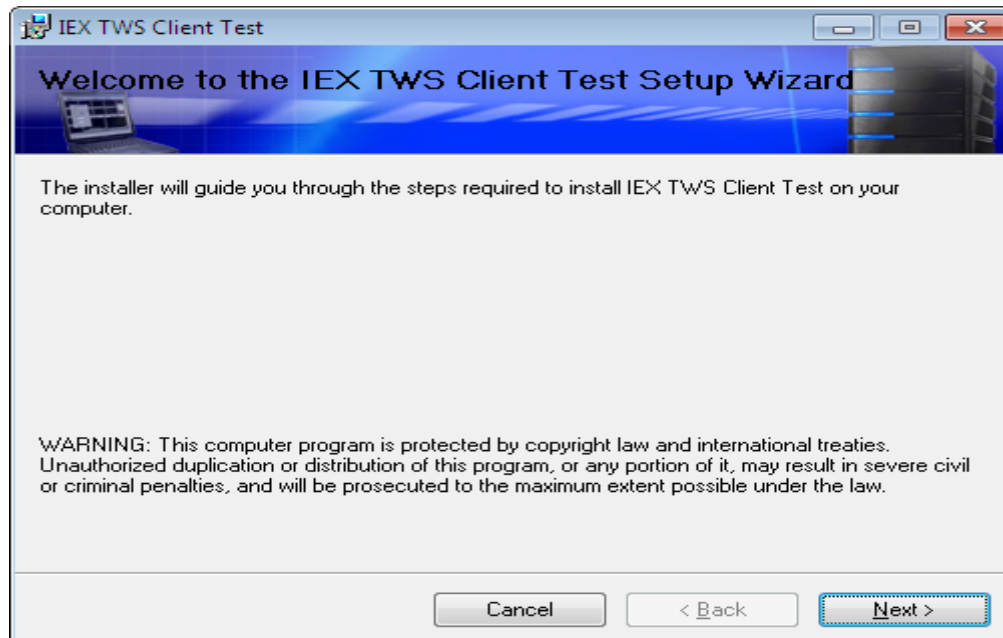 IEX TWS Client Test
Welcome to the IEX TWS Client Test Setup Wizard
The installer will guide you through the steps required to install IEX TWS Client Test on your
computer.
WARNING: This computer program is protected by copyright law and international treaties.
Unauthorized duplication or distribution of this program, or any portion of it, may result in severe civil
or criminal penalties, and will be prosecuted to the maximum extent possible under the law.
Cancel < Back Next >